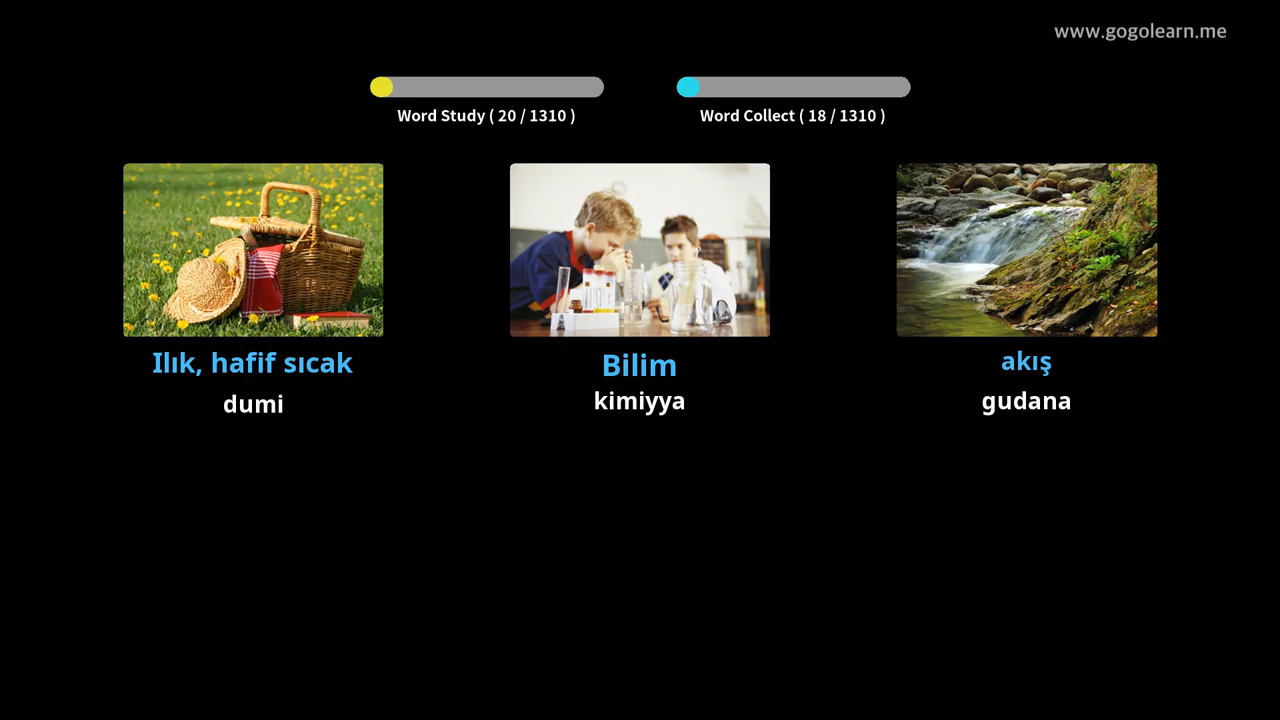 www.gogolearn.me
Word Study ( 20 / 1310 )
Word Collect ( 18 / 1310 )
Ilık, hafif sıcak
dumi
Bilim
kimiyya
akış
gudana